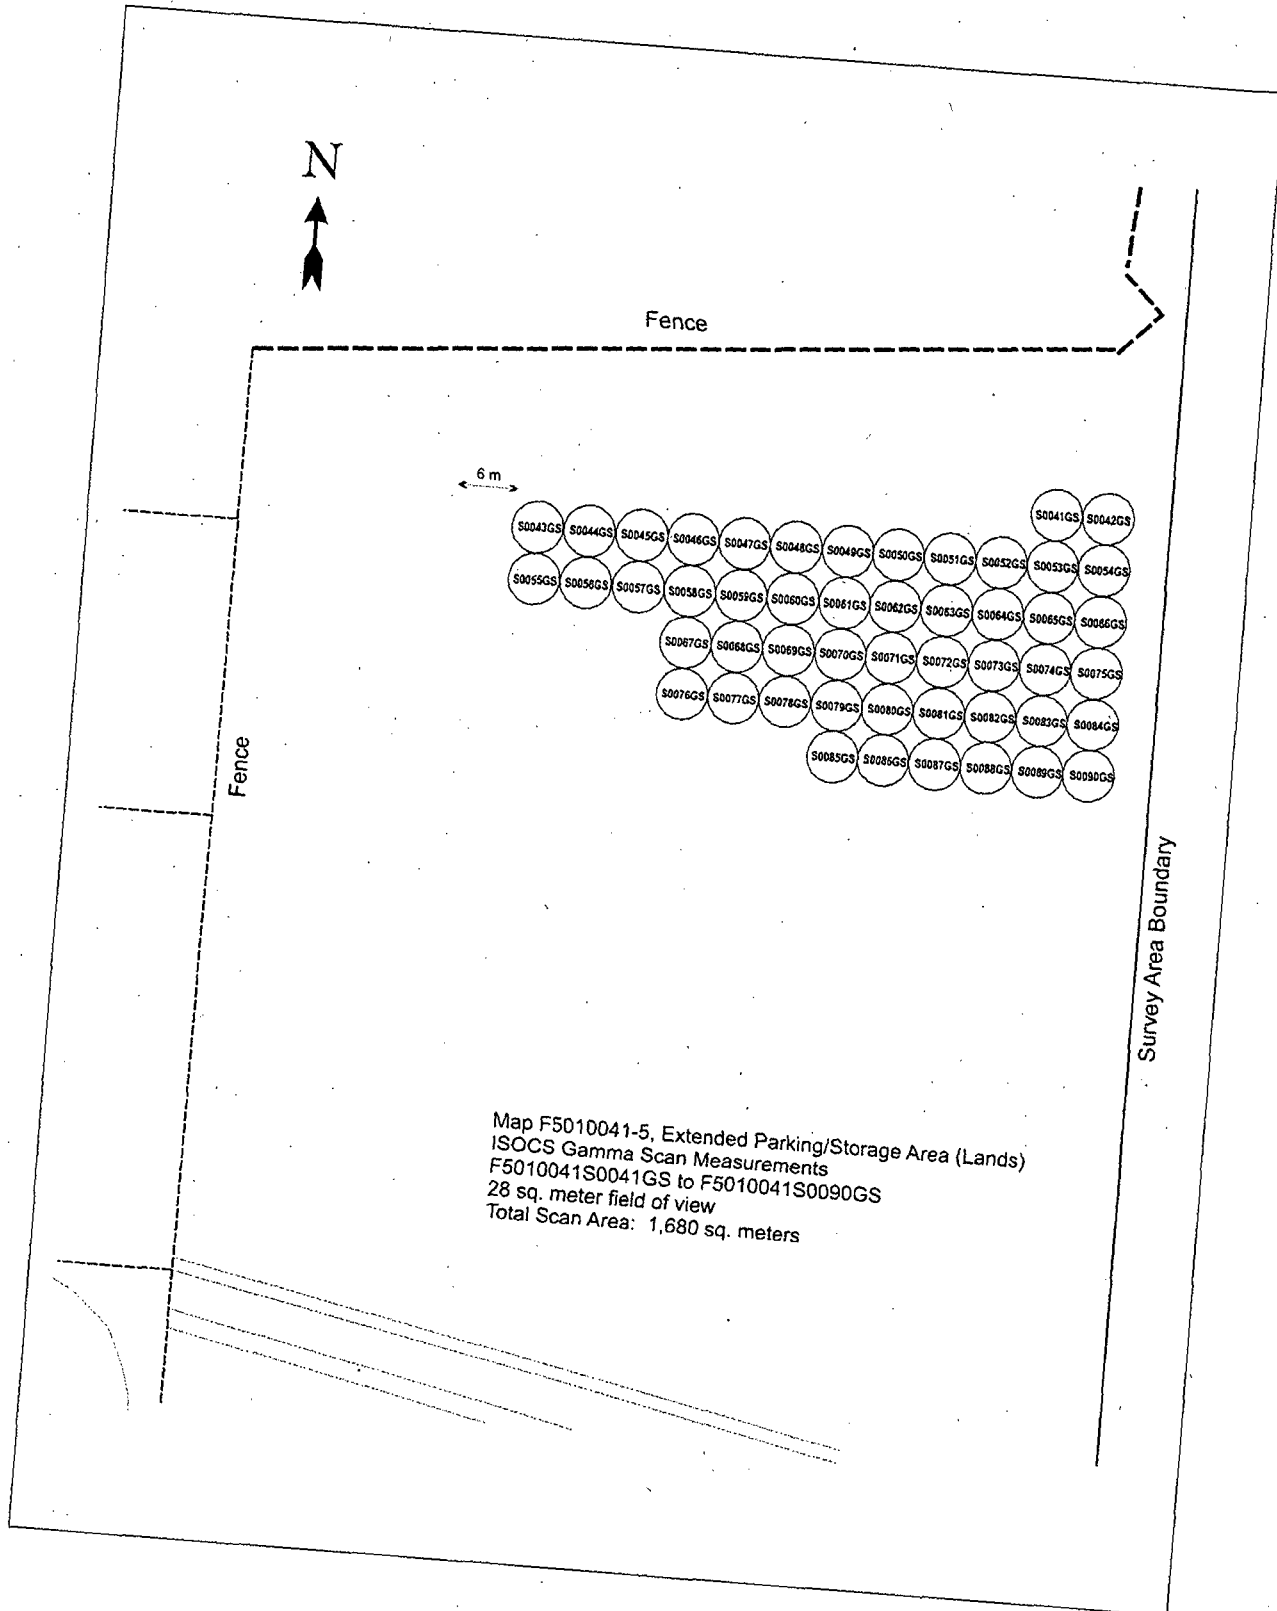 N
Fence
6 m
S0041GS S0042GS
S0043GS S0044GS S0045GS S0046GS S0047GS S0048GS S0049GS S0050GS S0051GS S0052GS S0053GS S0054GS
S0055GS S0056GS S0057GS S0058GS S0059GS S0060GS S0061GS S0062GS S0063GS S0064GS S0065GS S0066GS
S0067GS S0068GS S0069GS S0070GS S0071GS S0072GS S0073GS S0074GS S0075GS
S0076GS S0077GS S0078GS S0079GS S0080GS S0081GS S0082GS S0083GS S0084GS
S0085GS S0086GS S0087GS S0088GS S0089GS S0090GS
Fence
Survey Area Boundary
Map F5010041-5, Extended Parking/Storage Area (Lands)
ISOCS Gamma Scan Measurements
F5010041S0041GS to F5010041S0090GS
28 sq. meter field of view
Total Scan Area: 1,680 sq. meters